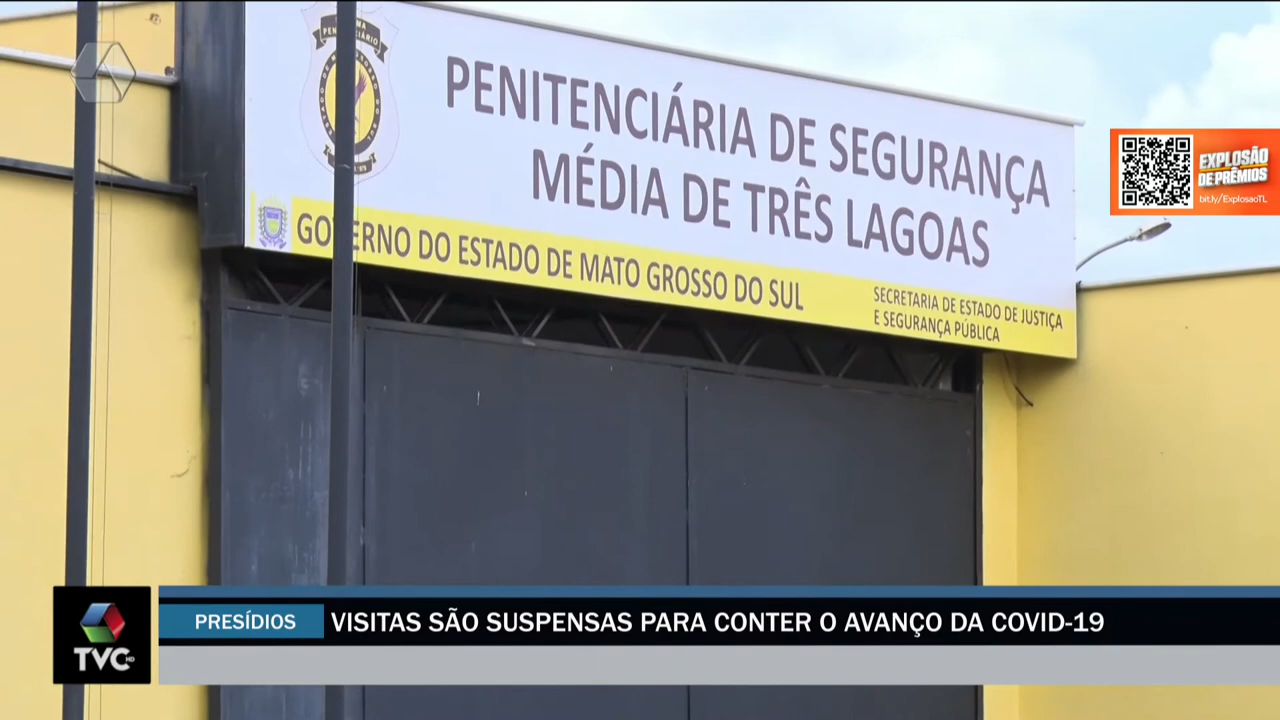 PENITENCIÁRIA DE SEGURANÇA
MÉDIA DE TRÊS LAGOAS
GOVERNO DO ESTADO DE MATO GROSSO DO SUL
SECRETARIA DE ESTADO DE JUSTIÇA
E SEGURANÇA PÚBLICA
EXPLOSÃO
DE PRÊMIOS
bit.ly/ExplosaoTL
PRESÍDIOS
VISITAS SÃO SUSPENSAS PARA CONTER O AVANÇO DA COVID-19
TVC HD